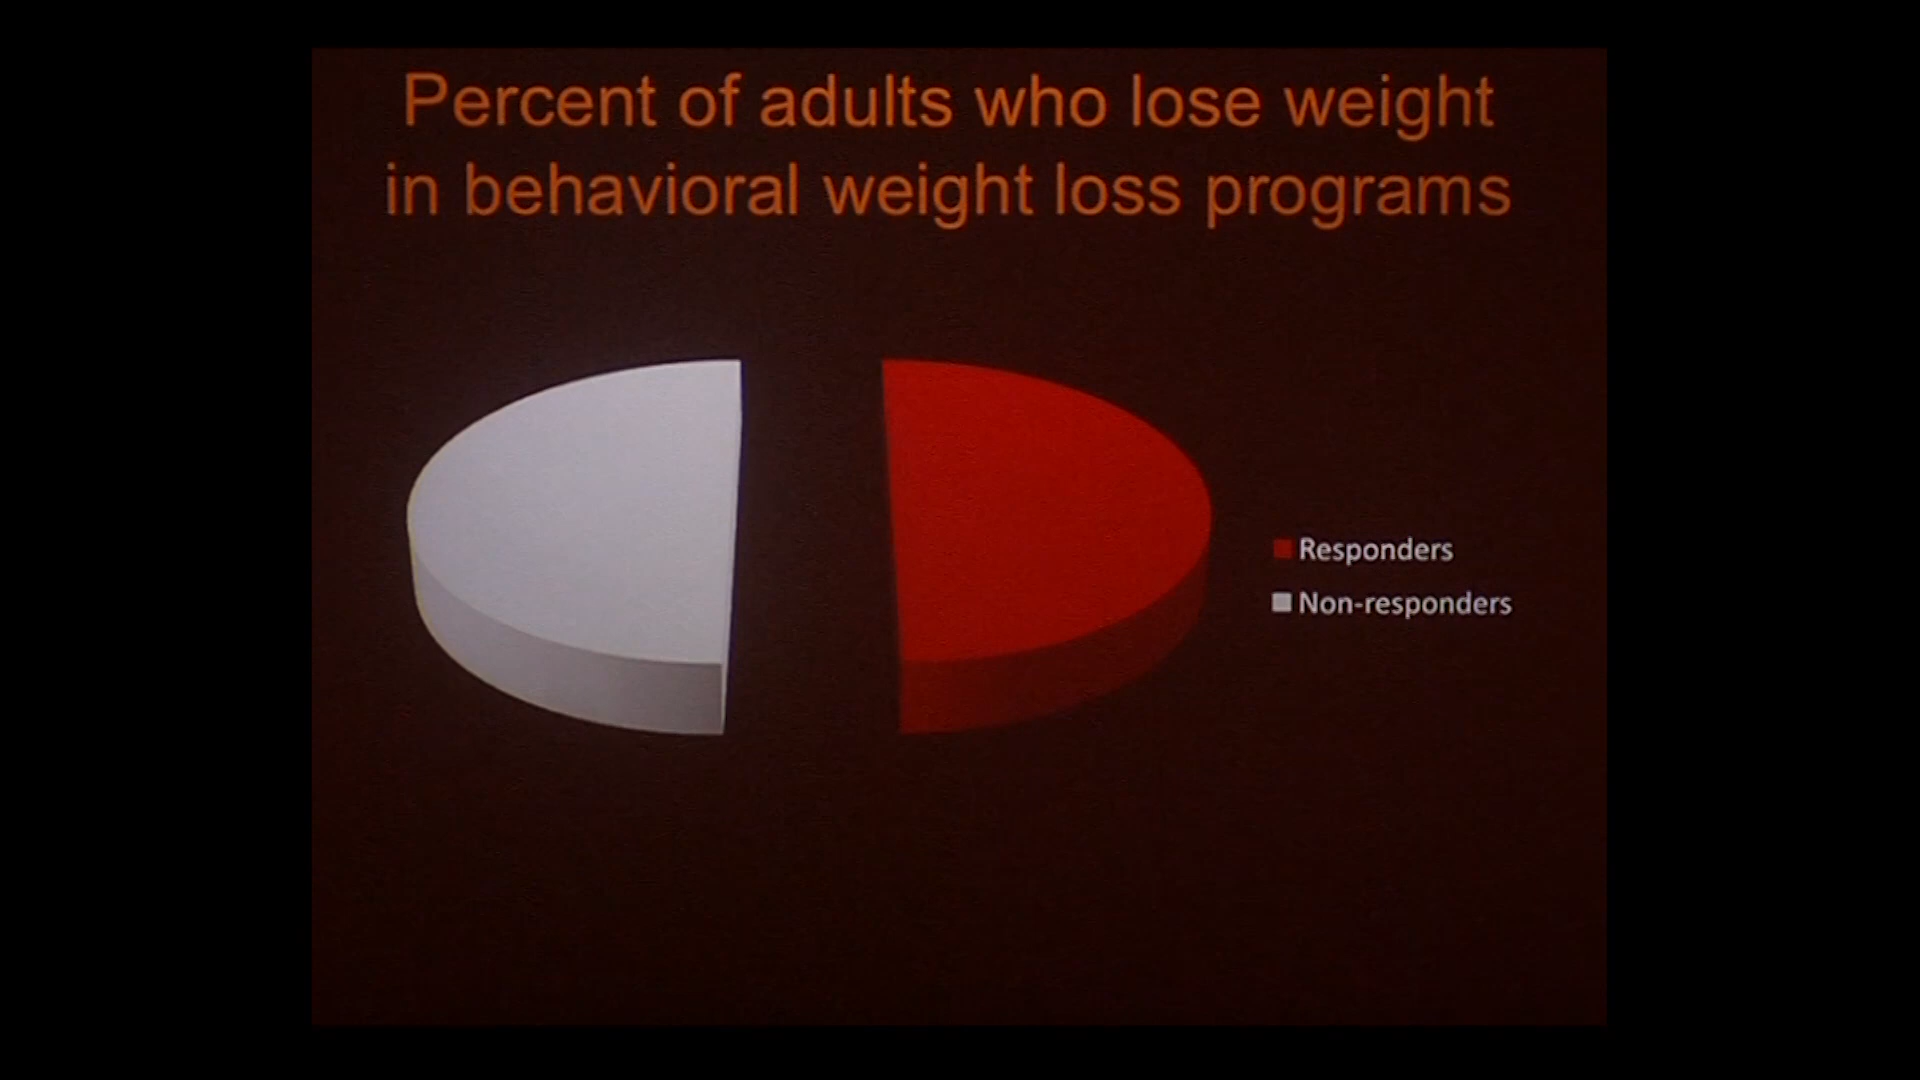 Percent of adults who lose weight
in behavioral weight loss programs
Responders
Non-responders